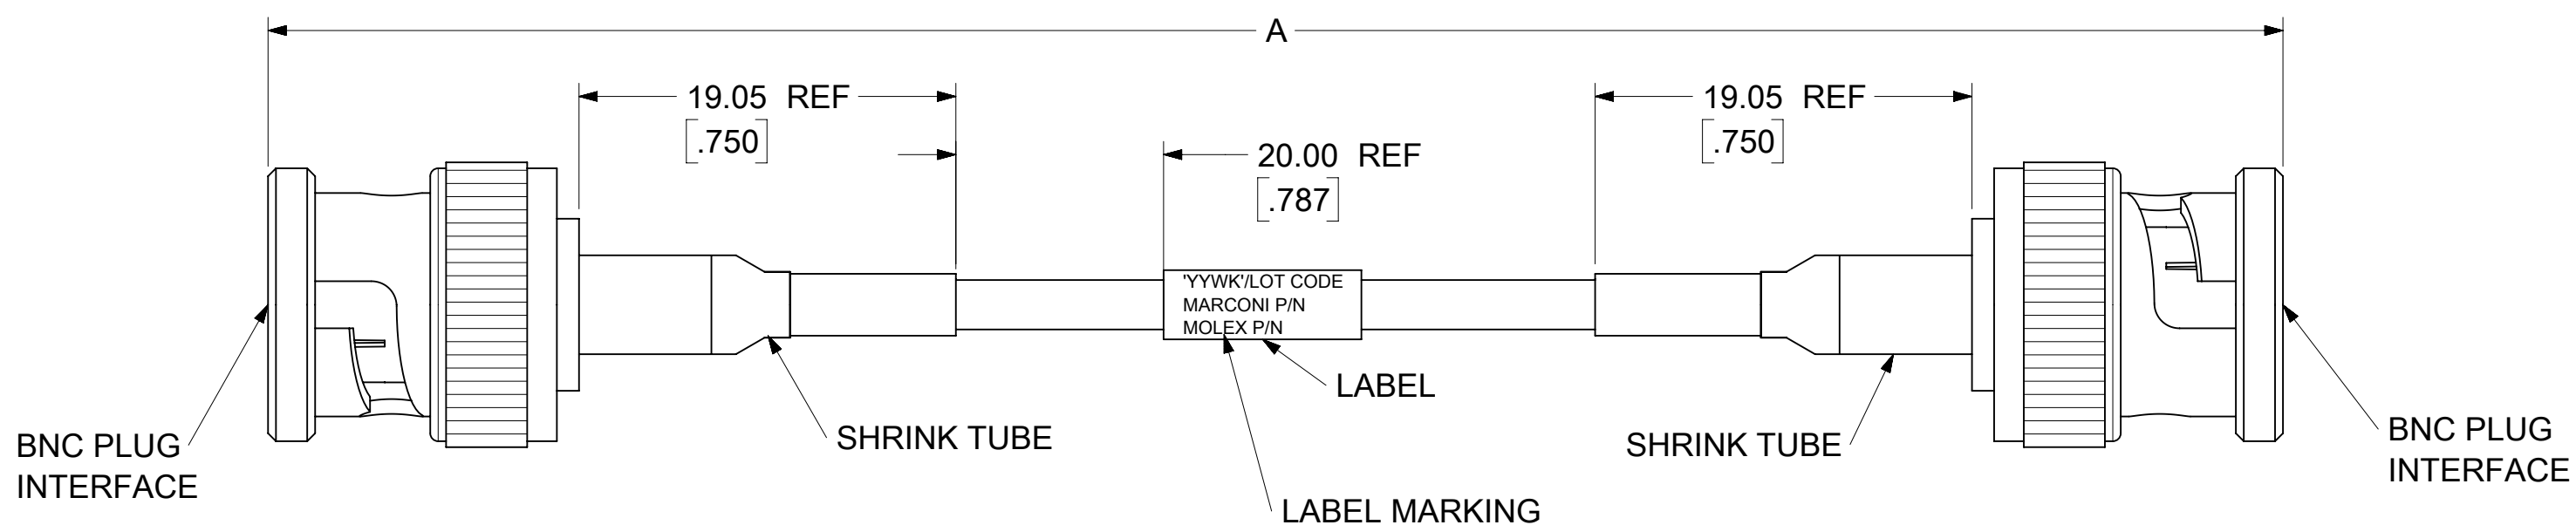 A
19.05 REF
[.750]
19.05 REF
[.750]
20.00 REF
[.787]
'YYWK'/LOT CODE
MARCONI P/N
MOLEX P/N
LABEL
SHRINK TUBE
SHRINK TUBE
BNC PLUG
INTERFACE
BNC PLUG
INTERFACE
LABEL MARKING